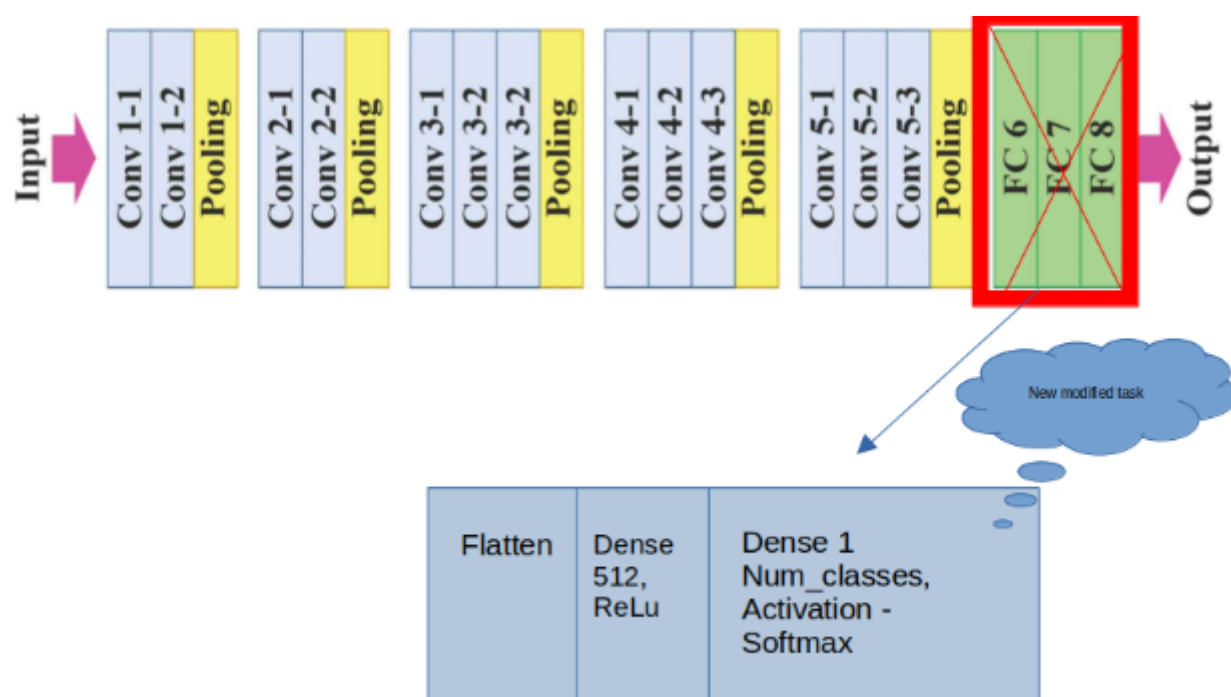 Input
Conv 1-1
Conv 1-2
Pooling
Conv 2-1
Conv 2-2
Pooling
Conv 3-1
Conv 3-2
Conv 3-2
Pooling
Conv 4-1
Conv 4-2
Conv 4-3
Pooling
Conv 5-1
Conv 5-2
Conv 5-3
Pooling
FC 6
FC 7
FC 8
Output
New modified task
Flatten
Dense
512,
ReLu
Dense 1
Num_classes,
Activation -
Softmax